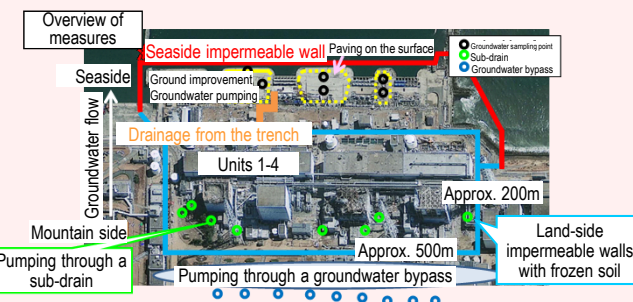 Overview of
measures
Seaside impermeable wall
Paving on the surface
Groundwater sampling point
Sub-drain
Groundwater bypass
Seaside
Ground improvement
Groundwater pumping
Groundwater flow
Drainage from the trench
Units 1-4
Approx. 200m
Mountain side
Approx. 500m
Land-side
impermeable walls
with frozen soil
Pumping through a
sub-drain
Pumping through a groundwater bypass